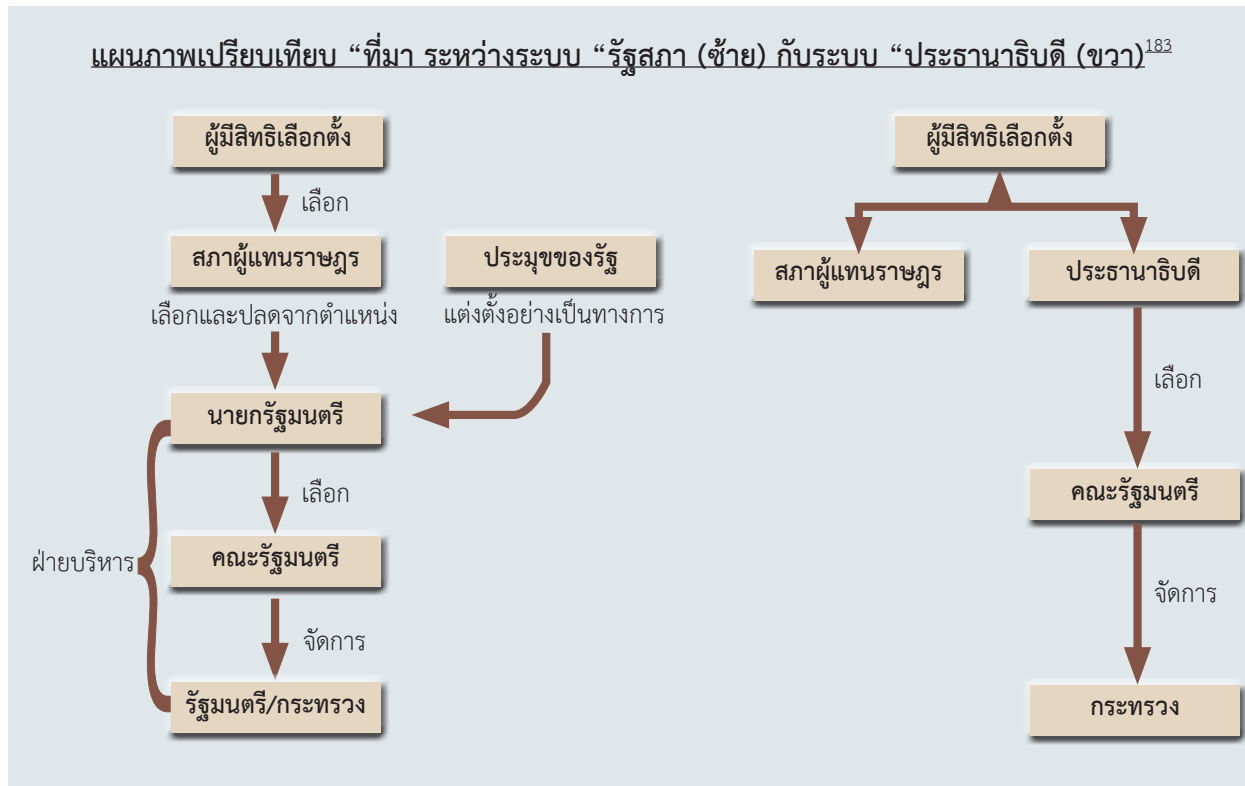 แผนภาพเปรียบเทียบ “ที่มา ระหว่างระบบ “รัฐสภา (ซ้าย) กับระบบ “ประธานาธิบดี (ขวา)183
ผู้มีสิทธิเลือกตั้ง
เลือก
สภาผู้แทนราษฎร
ประมุขของรัฐ
เลือกและปลดจากตำแหน่ง
แต่งตั้งอย่างเป็นทางการ
นายกรัฐมนตรี
เลือก
ฝ่ายบริหาร
คณะรัฐมนตรี
จัดการ
รัฐมนตรี/กระทรวง
ผู้มีสิทธิเลือกตั้ง
สภาผู้แทนราษฎร
ประธานาธิบดี
เลือก
คณะรัฐมนตรี
จัดการ
กระทรวง